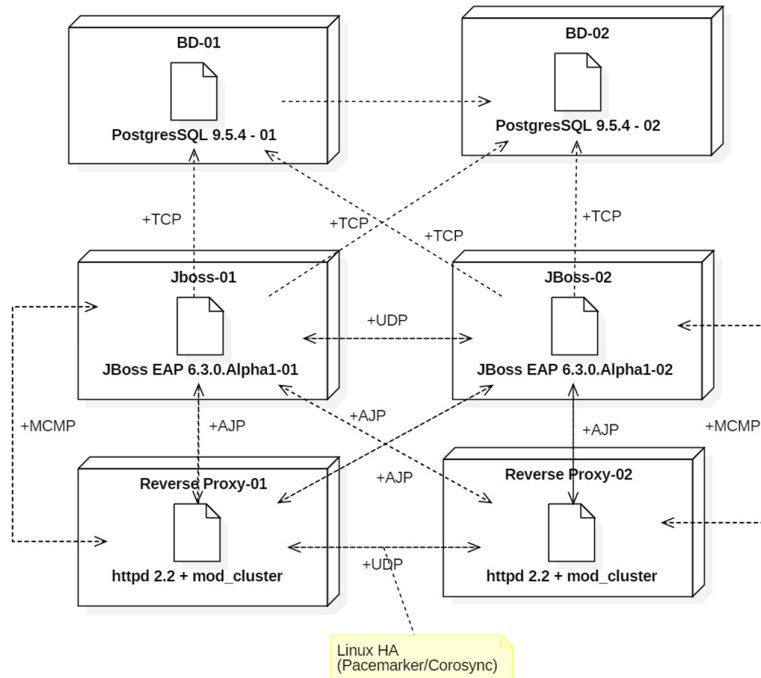 BD-01
BD-02
PostgresSQL 9.5.4 - 01
PostgresSQL 9.5.4 - 02
+TCP
+TCP
+TCP
+TCP
Jboss-01
JBoss-02
+UDP
JBoss EAP 6.3.0.Alpha1-01
JBoss EAP 6.3.0.Alpha1-02
+MCMP
+AJP
+AJP
+AJP
+AJP
+MCMP
Reverse Proxy-01
Reverse Proxy-02
httpd 2.2 + mod_cluster
+UDP
httpd 2.2 + mod_cluster
Linux HA
(Pacemarker/Corosync)